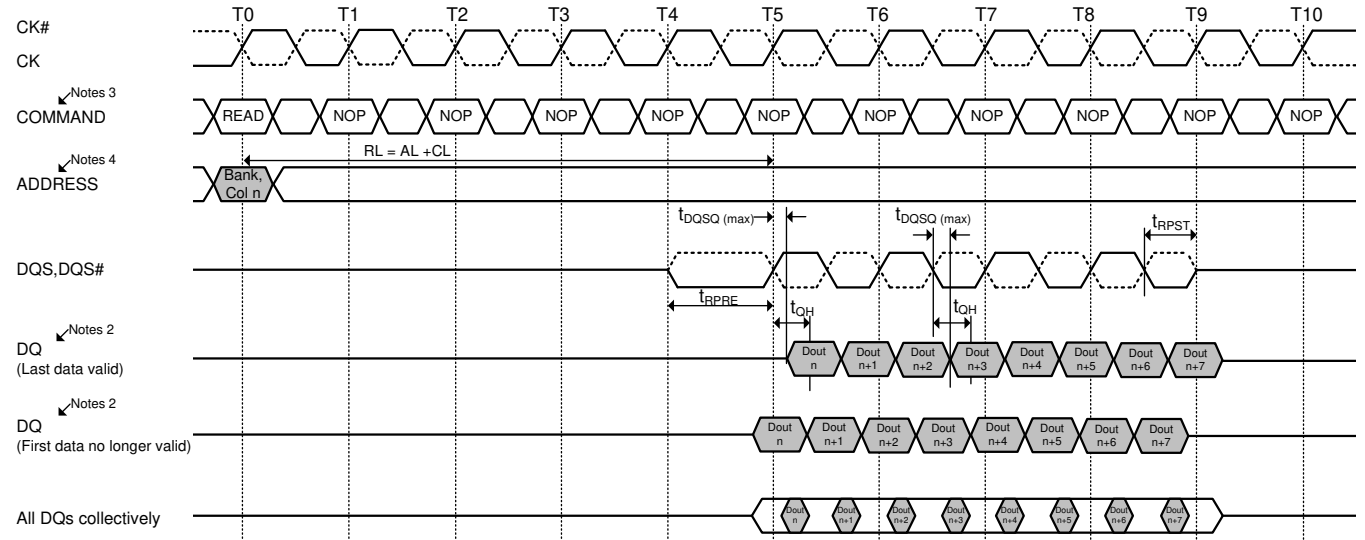 T0 T1 T2 T3 T4 T5 T6 T7 T8 T9 T10
CK#
CK
Notes 3
COMMAND
READ NOP NOP NOP NOP NOP NOP NOP NOP NOP NOP
RL = AL +CL
Notes 4
ADDRESS
Bank,
Col n
tDQSQ (max)
tDQSQ (max)
tRPST
DQS,DQS#
tRPRE
tQH
tQH
Notes 2
DQ
(Last data valid)
Dout Dout Dout Dout Dout Dout Dout Dout
n n+1 n+2 n+3 n+4 n+5 n+6 n+7
Notes 2
DQ
(First data no longer valid)
Dout Dout Dout Dout Dout Dout Dout Dout
n n+1 n+2 n+3 n+4 n+5 n+6 n+7
All DQs collectively
Dout Dout Dout Dout Dout Dout Dout Dout
n n+1 n+2 n+3 n+4 n+5 n+6 n+7